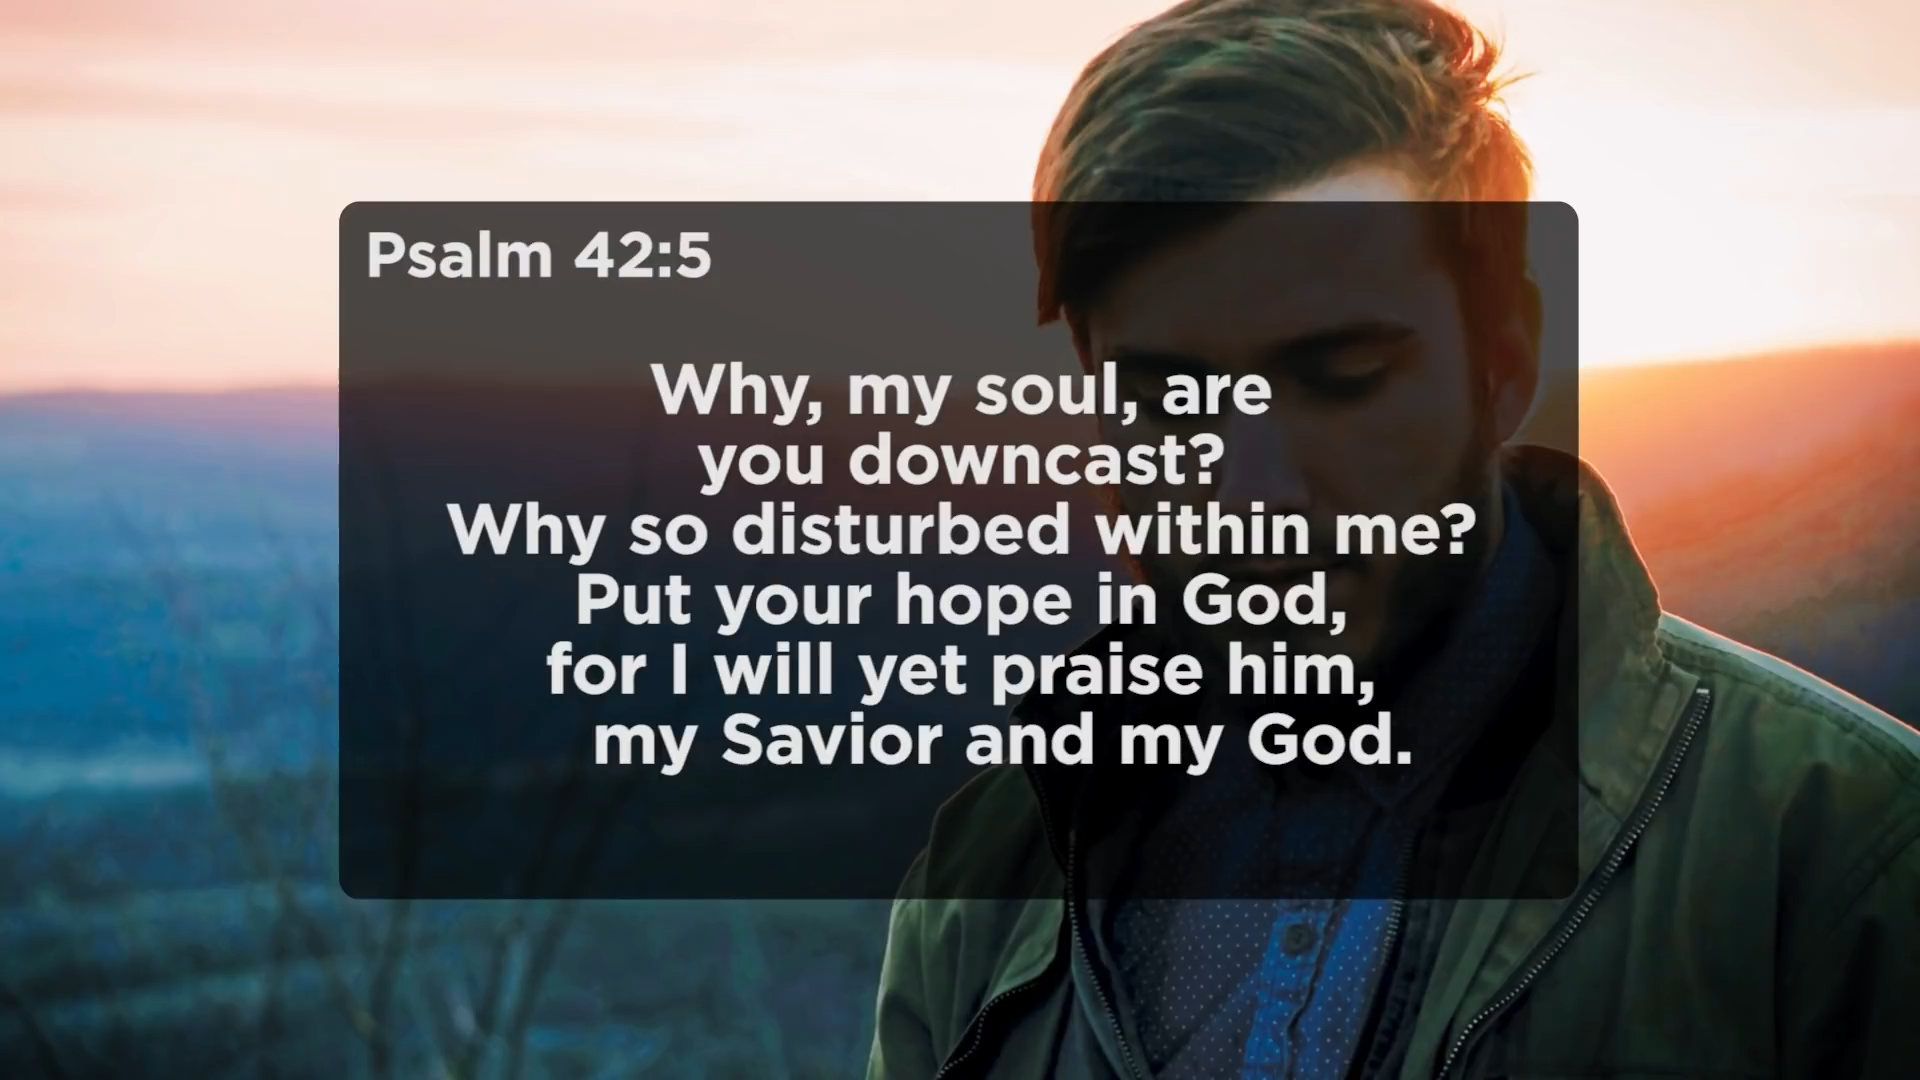 Psalm 42:5
Why, my soul, are
you downcast?
Why so disturbed within me?
Put your hope in God,
for I will yet praise him,
my Savior and my God.